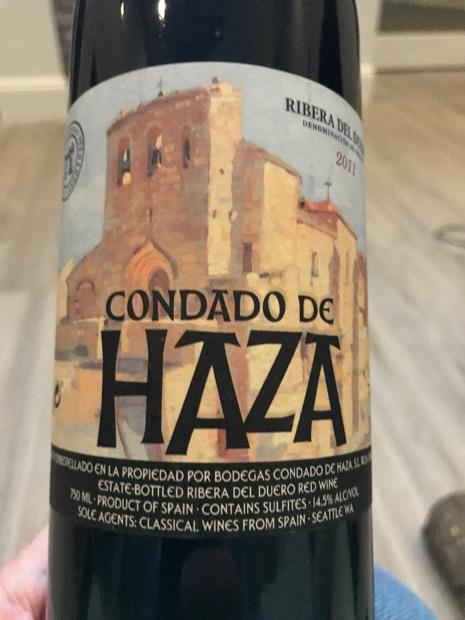 RIBERA DEL
DENOMINACIÓN
2011
CONDADO DE
HAZA
EMBOTELLADO EN LA PROPIEDAD POR BODEGAS CONDADO DE HAZA, S.L.
ESTATE-BOTTLED RIBERA DEL DUERO RED WINE
750 ML · PRODUCT OF SPAIN · CONTAINS SULFITES · 14.5% ALC/VOL
SOLE AGENTS: CLASSICAL WINES FROM SPAIN · SEATTLE WA